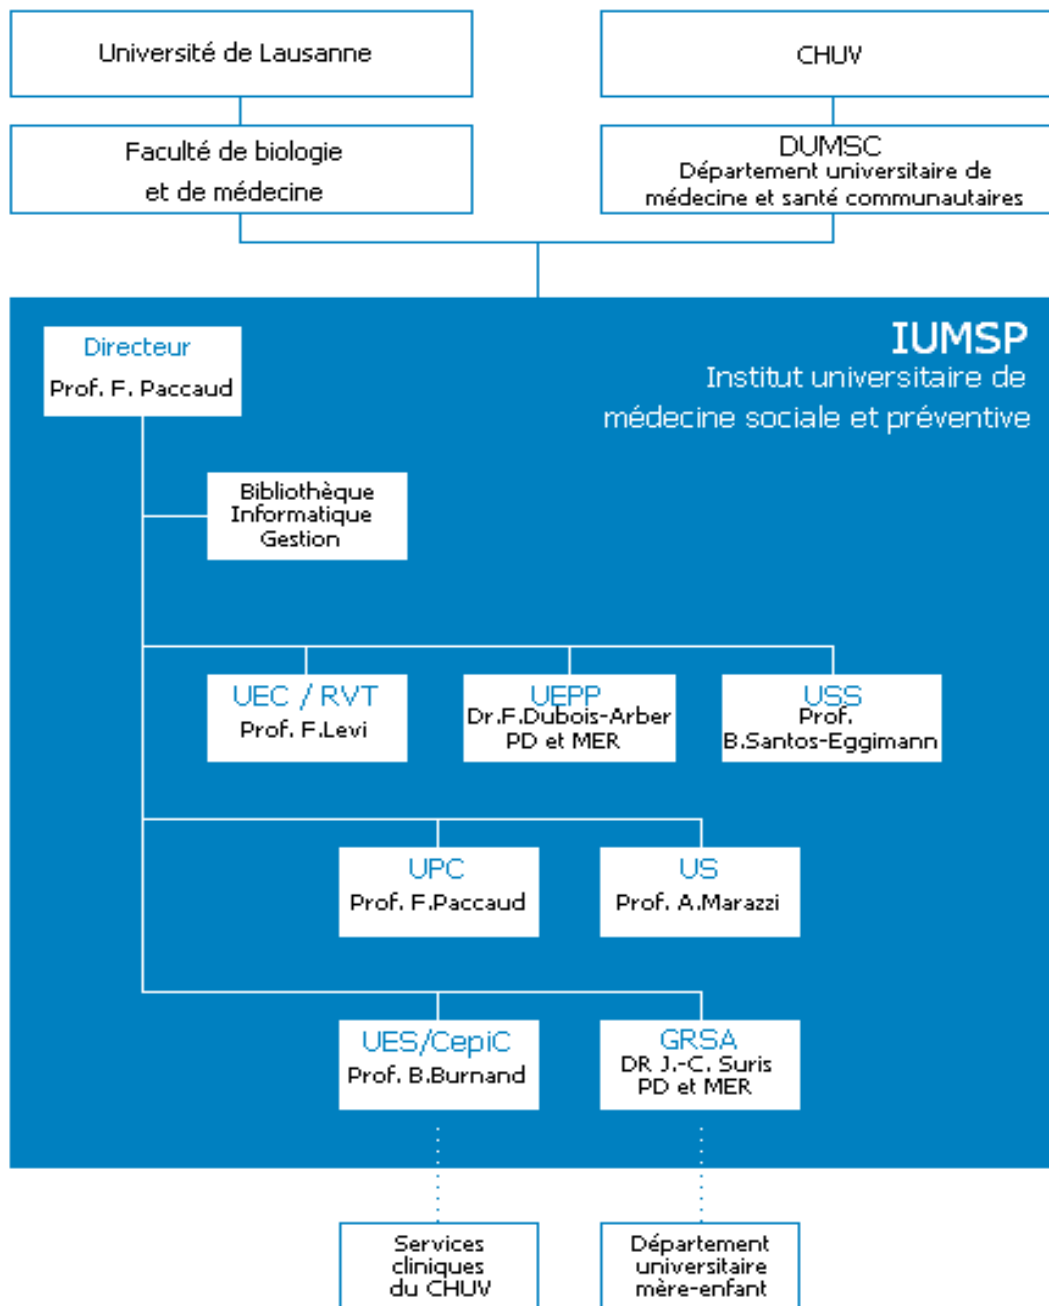 Université de Lausanne
CHUV
Faculté de biologie
et de médecine
DUMSC
Département universitaire de
médecine et santé communautaires
IUMSP
Institut universitaire de
médecine sociale et préventive
Directeur
Prof. F. Paccaud
Bibliothèque
Informatique
Gestion
UEC / RVT
Prof. F.Levi
UEPP
Dr.F.Dubois-Arber
PD et MER
USS
Prof.
B.Santos-Eggimann
UPC
Prof. F.Paccaud
US
Prof. A.Marazzi
UES/CepiC
Prof. B.Burnand
GRSA
DR J.-C. Suris
PD et MER
Services
cliniques
du CHUV
Département
universitaire
mère-enfant